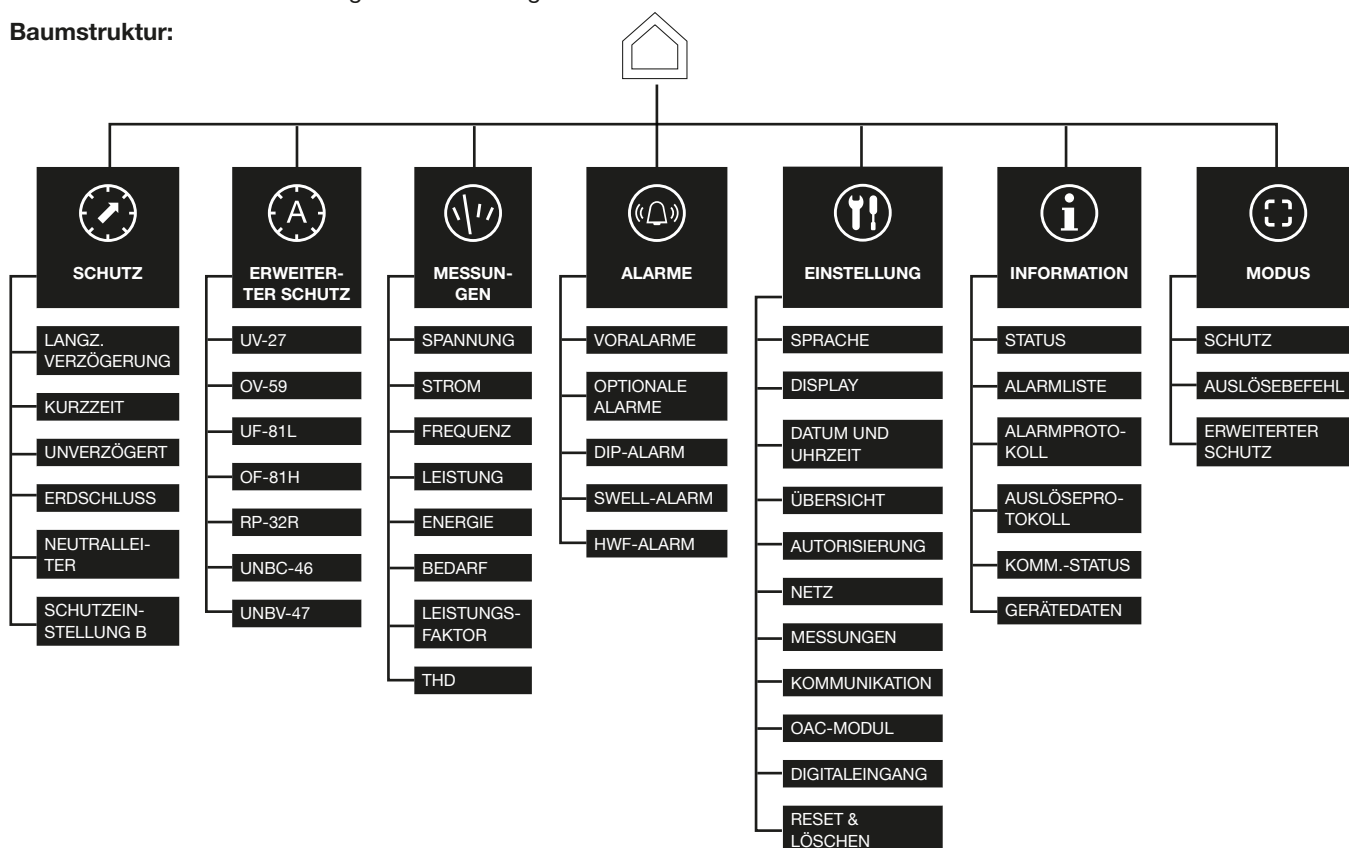 Baumstruktur:
SCHUTZ
LANGZ.
VERZÖGERUNG
KURZZEIT
UNVERZÖGERT
ERDSCHLUSS
NEUTRALLEI-
TER
SCHUTZEIN-
STELLUNG B
A
ERWEITER-
TER SCHUTZ
UV-27
OV-59
UF-81L
OF-81H
RP-32R
UNBC-46
UNBV-47
MESSUN-
GEN
SPANNUNG
STROM
FREQUENZ
LEISTUNG
ENERGIE
BEDARF
LEISTUNGS-
FAKTOR
THD
ALARME
VORALARME
OPTIONALE
ALARME
DIP-ALARM
SWELL-ALARM
HWF-ALARM
EINSTELLUNG
SPRACHE
DISPLAY
DATUM UND
UHRZEIT
ÜBERSICHT
AUTORISIERUNG
NETZ
MESSUNGEN
KOMMUNIKATION
OAC-MODUL
DIGITALEINGANG
RESET &
LÖSCHEN
i
INFORMATION
STATUS
ALARMLISTE
ALARMPROTO-
KOLL
AUSLÖSEPRO-
TOKOLL
KOMM.-STATUS
GERÄTEDATEN
MODUS
SCHUTZ
AUSLÖSEBEFEHL
ERWEITERTER
SCHUTZ